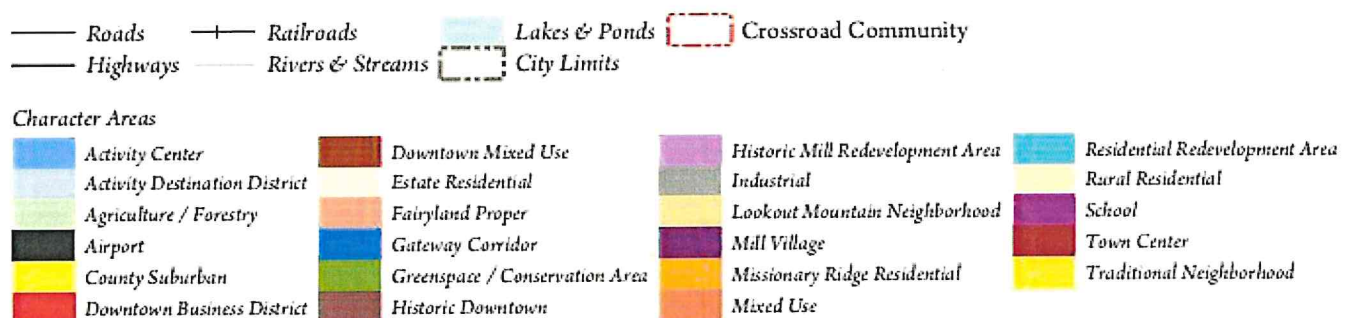 Roads Railroads Lakes & Ponds Crossroad Community
Highways Rivers & Streams City Limits
Character Areas
Activity Center
Activity Destination District
Agriculture / Forestry
Airport
County Suburban
Downtown Business District
Downtown Mixed Use
Estate Residential
Fairyland Proper
Gateway Corridor
Greenspace / Conservation Area
Historic Downtown
Historic Mill Redevelopment Area
Industrial
Lookout Mountain Neighborhood
Mill Village
Missionary Ridge Residential
Mixed Use
Residential Redevelopment Area
Rural Residential
School
Town Center
Traditional Neighborhood